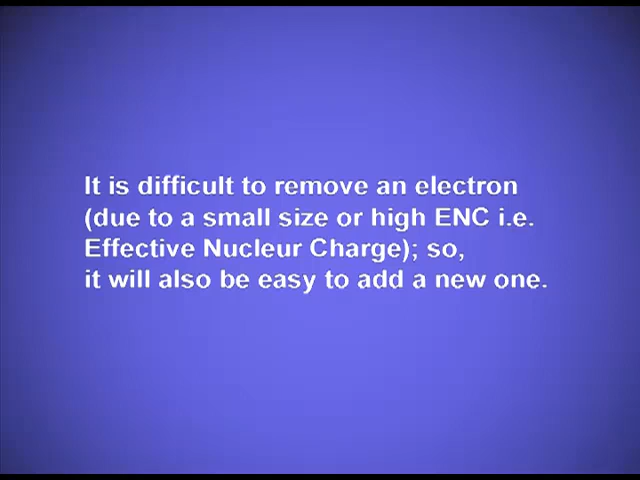 It is difficult to remove an electron
(due to a small size or high ENC i.e.
Effective Nucleur Charge); so,
it will also be easy to add a new one.